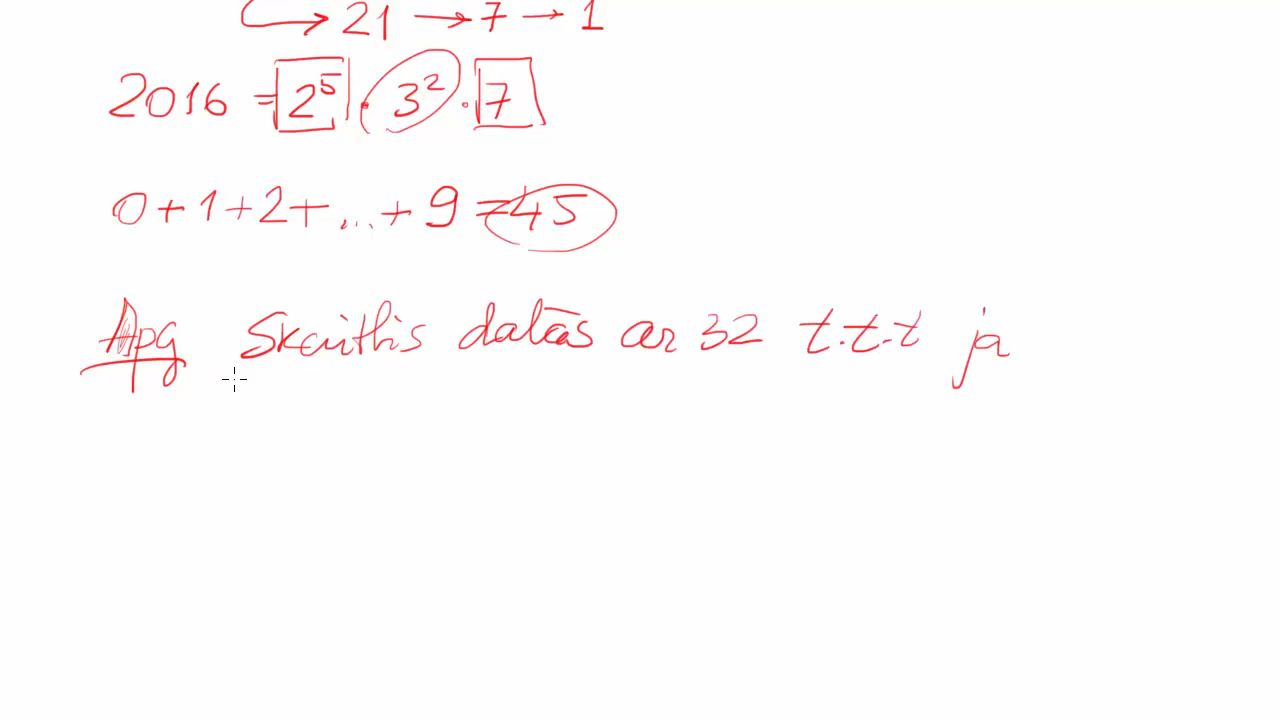 → 21 → 7 → 1
2016 = 2⁵ · 3² · 7
0 + 1 + 2 + ... + 9 = 45
Apg Skaitlis dalās ar 32 t.t.t ja